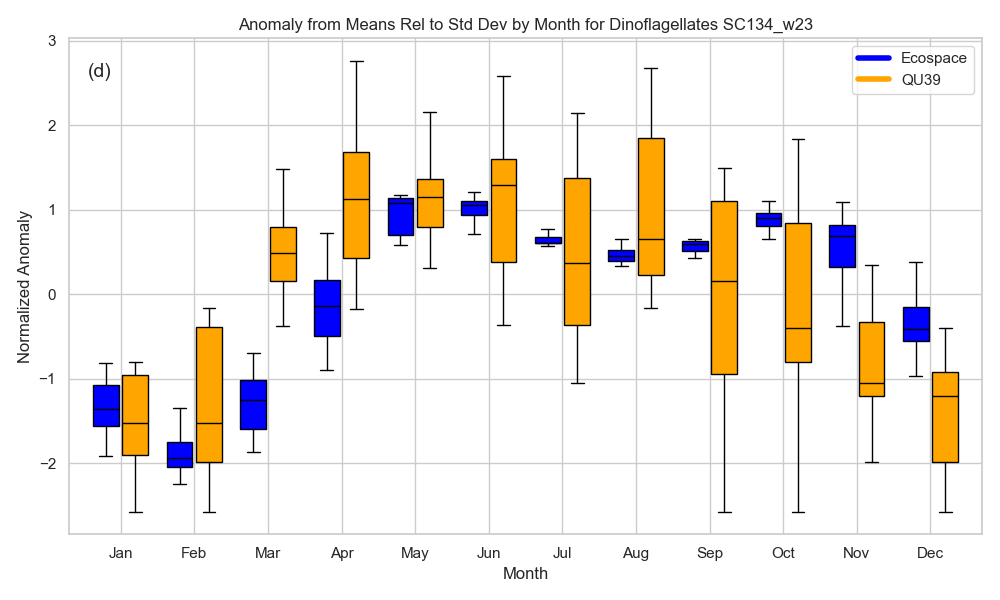 Anomaly from Means Rel to Std Dev by Month for Dinoflagellates SC134_w23
(d)
Ecospace
QU39
3
2
1
0
−1
−2
Normalized Anomaly
Jan Feb Mar Apr May Jun Jul Aug Sep Oct Nov Dec
Month